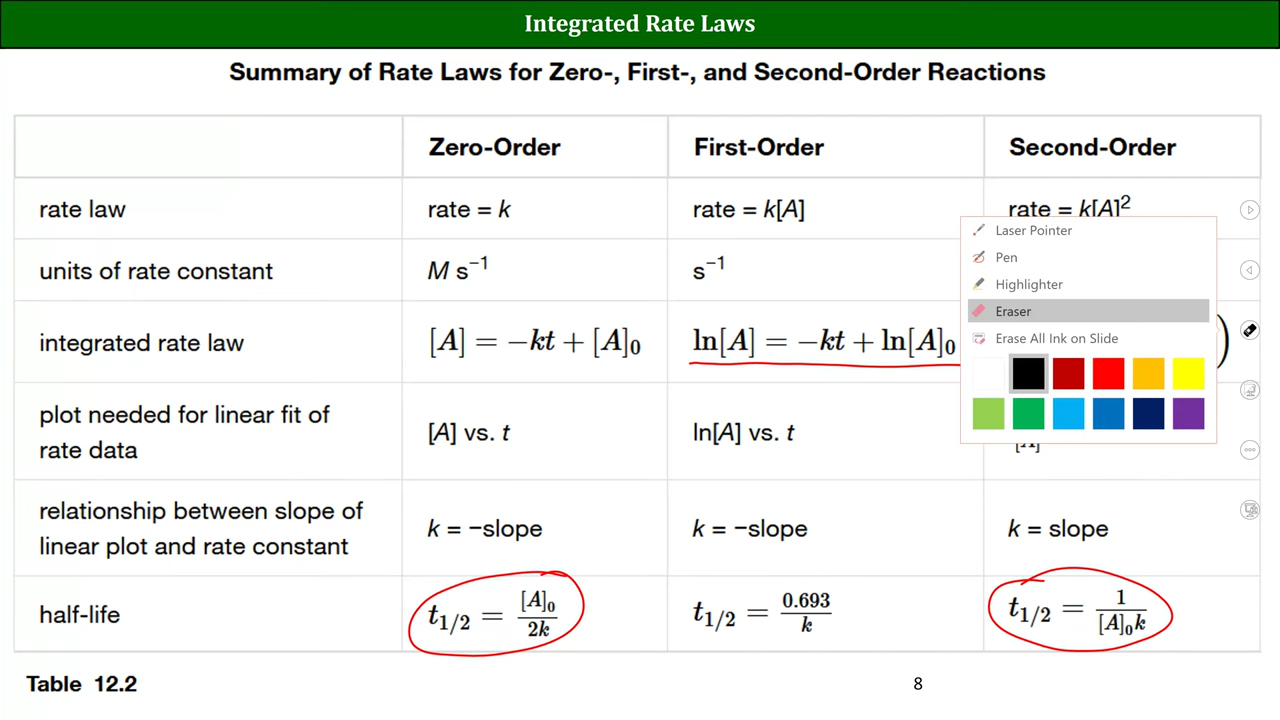 Integrated Rate Laws
Summary of Rate Laws for Zero-, First-, and Second-Order Reactions
Zero-Order First-Order Second-Order
rate law rate = k rate = k[A] rate = k[A]²
units of rate constant M s⁻¹ s⁻¹
integrated rate law [A] = −kt + [A]₀ ln[A] = −kt + ln[A]₀ )
plot needed for linear fit of
rate data [A] vs. t ln[A] vs. t [A]
relationship between slope of
linear plot and rate constant k = −slope k = −slope k = slope
half-life t₁/₂ = [A]₀/2k t₁/₂ = 0.693/k t₁/₂ = 1/[A]₀k
Laser Pointer
Pen
Highlighter
Eraser
Erase All Ink on Slide
Table 12.2
8